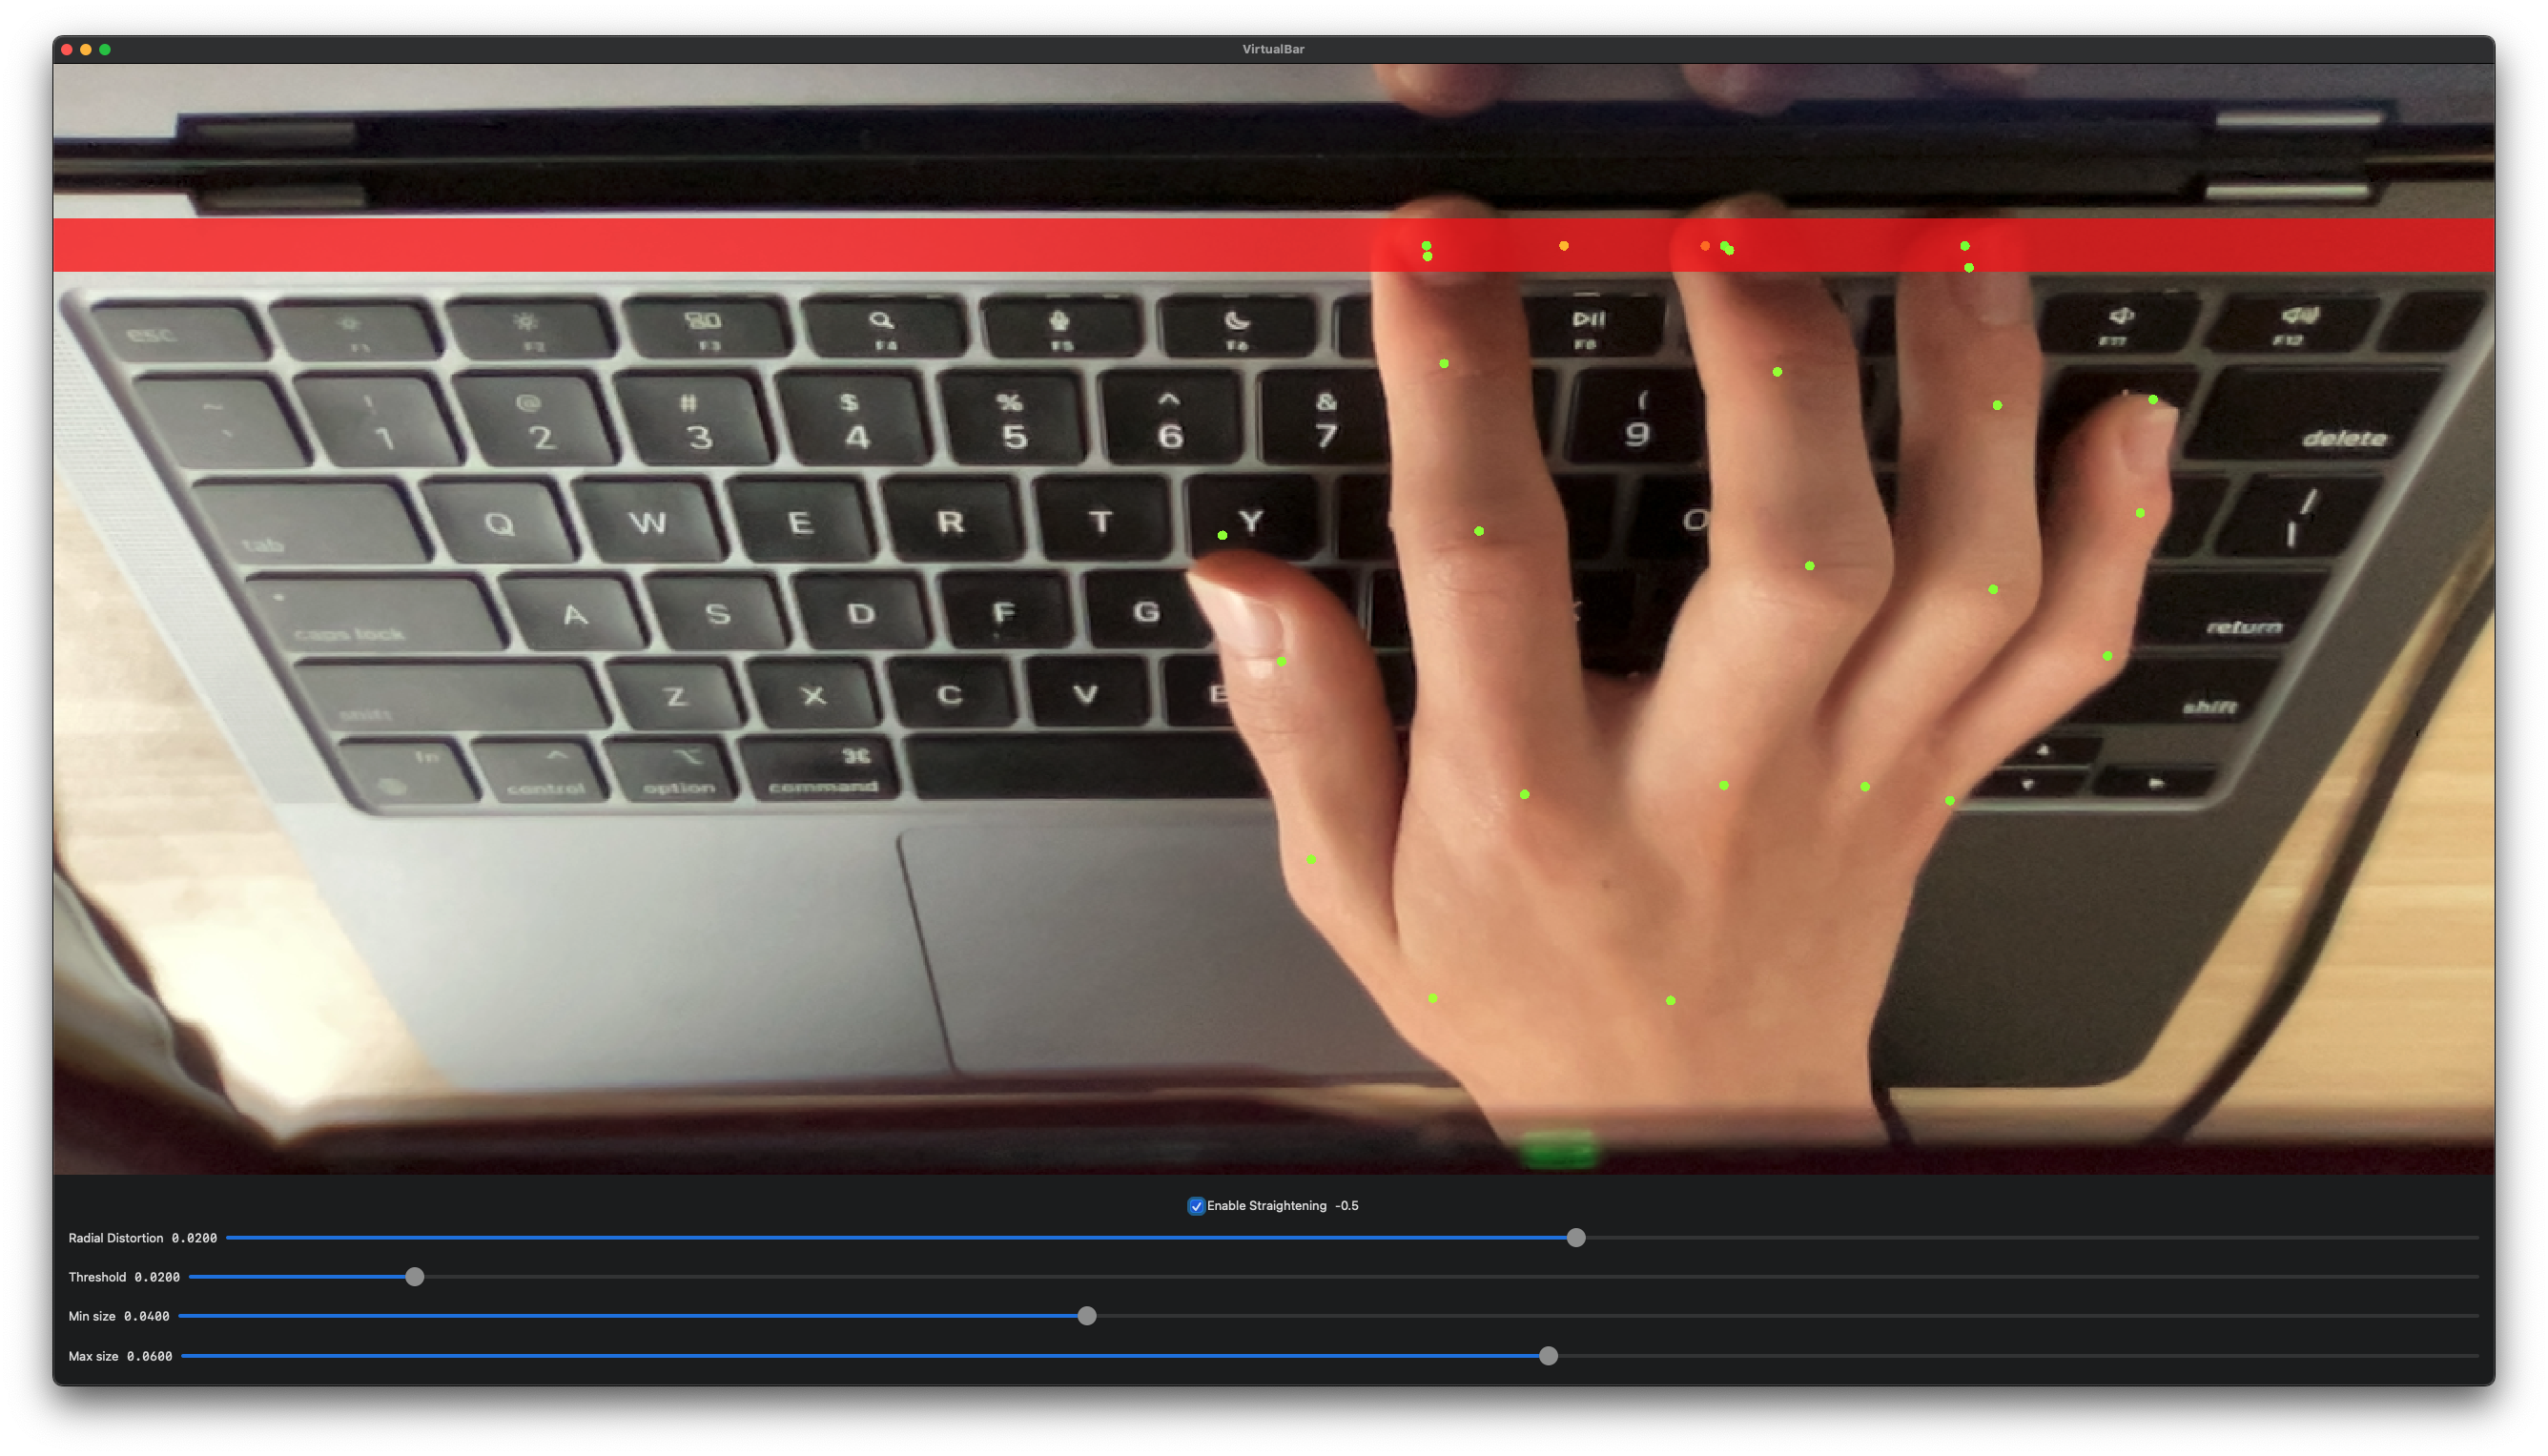 VirtualBar
esc F1 F2 F3 F4 F5 F6 F8 F11 F12
~ ! @ # $ % ^ & (
` 1 2 3 4 5 6 7 9 delete
tab Q W E R T Y O
caps lock A S D F G return
shift Z X C V shift
fn ^ ⌥ ⌘
control option command
Enable Straightening -0.5
Radial Distortion 0.0200
Threshold 0.0200
Min size 0.0400
Max size 0.0600